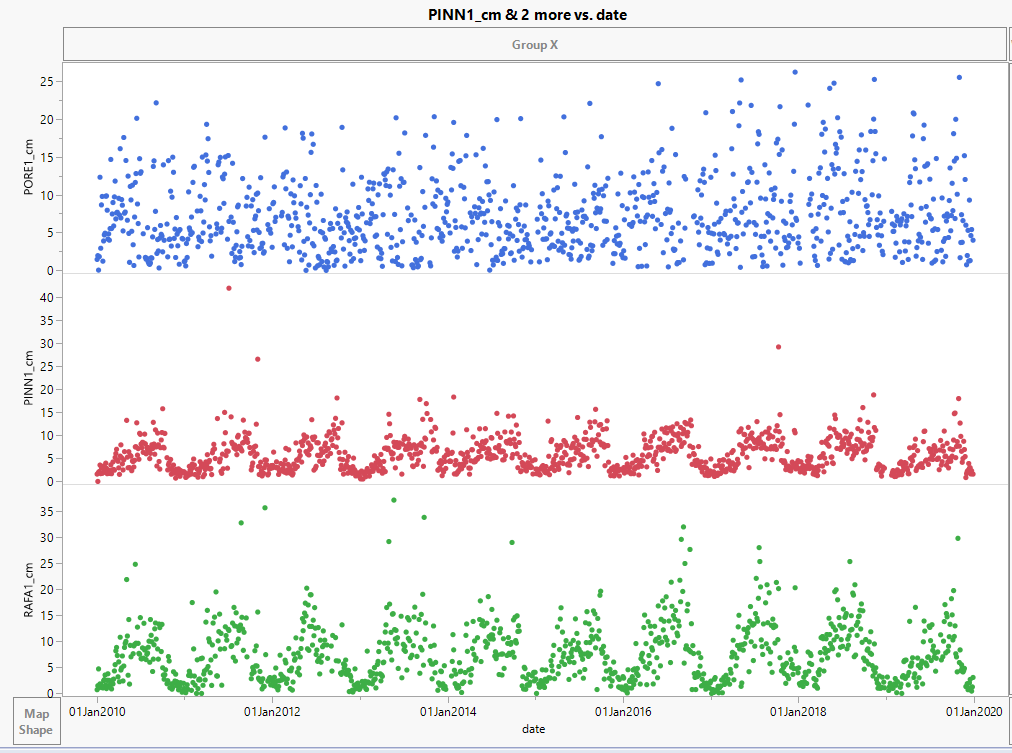 PINN1_cm & 2 more vs. date
Group X
PORE1_cm
25
20
15
10
5
0
PINN1_cm
40
35
30
25
20
15
10
5
0
RAFA1_cm
35
30
25
20
15
10
5
0
Map
Shape
01Jan2010
01Jan2012
01Jan2014
01Jan2016
01Jan2018
01Jan2020
date